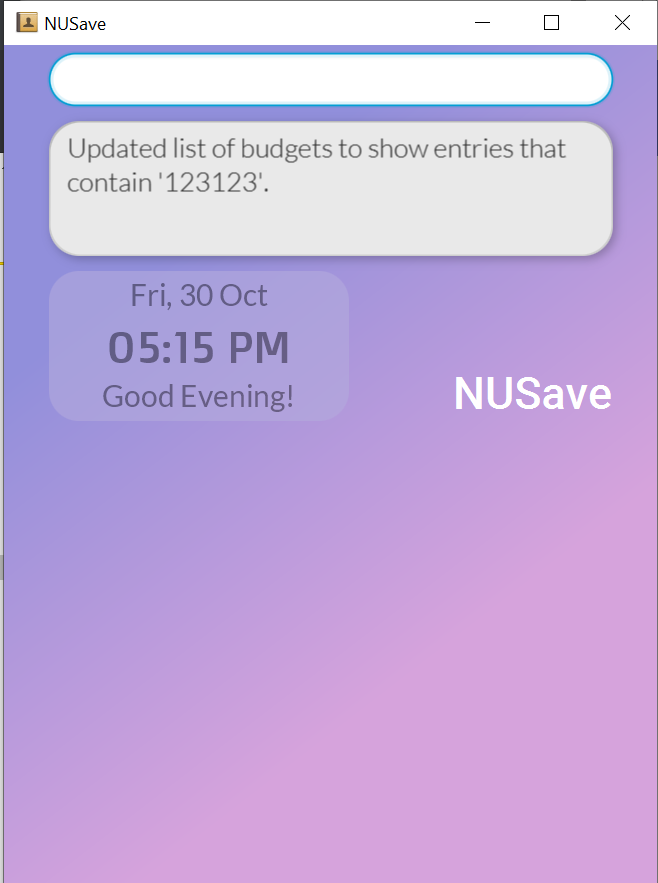 NUSave
Updated list of budgets to show entries that
contain '123123'.
Fri, 30 Oct
05:15 PM
Good Evening!
NUSave